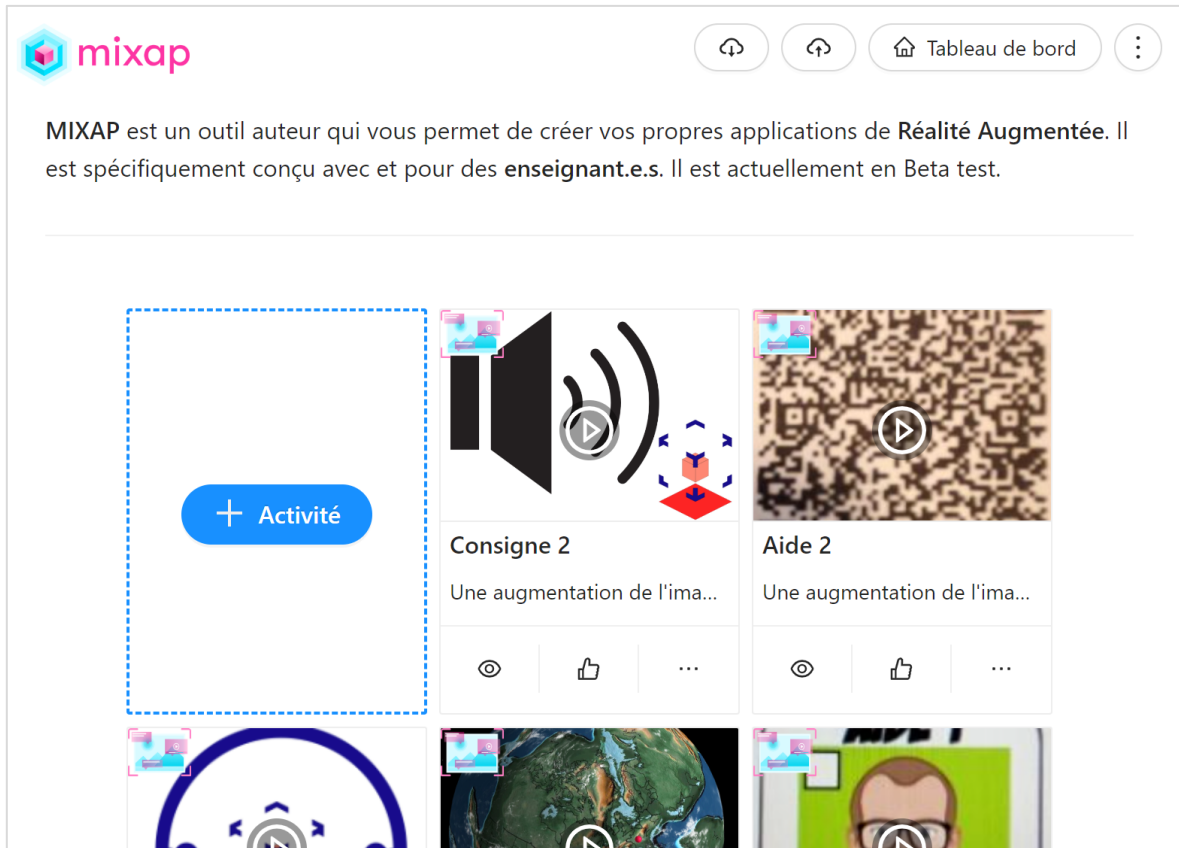 mixap
Tableau de bord
MIXAP est un outil auteur qui vous permet de créer vos propres applications de Réalité Augmentée. Il
est spécifiquement conçu avec et pour des enseignant.e.s. Il est actuellement en Beta test.
Activité
Consigne 2
Une augmentation de l'ima...
Aide 2
Une augmentation de l'ima...